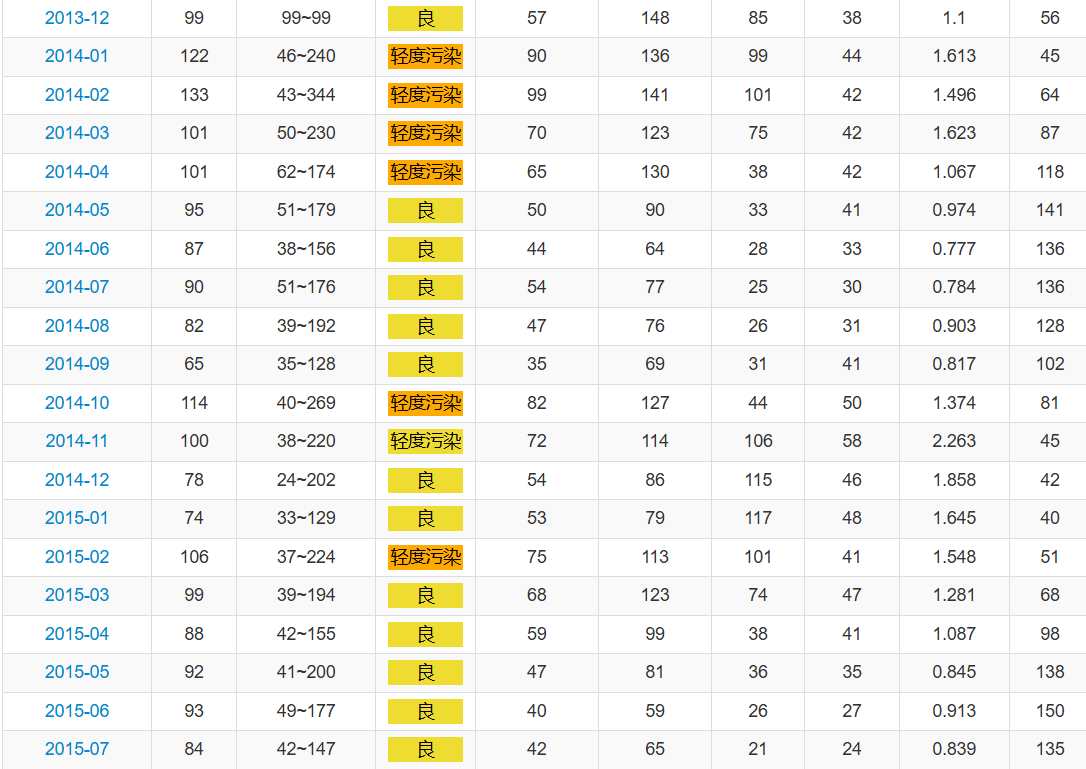 2013-12 99 99~99 良 57 148 85 38 1.1 56
2014-01 122 46~240 轻度污染 90 136 99 44 1.613 45
2014-02 133 43~344 轻度污染 99 141 101 42 1.496 64
2014-03 101 50~230 轻度污染 70 123 75 42 1.623 87
2014-04 101 62~174 轻度污染 65 130 38 42 1.067 118
2014-05 95 51~179 良 50 90 33 41 0.974 141
2014-06 87 38~156 良 44 64 28 33 0.777 136
2014-07 90 51~176 良 54 77 25 30 0.784 136
2014-08 82 39~192 良 47 76 26 31 0.903 128
2014-09 65 35~128 良 35 69 31 41 0.817 102
2014-10 114 40~269 轻度污染 82 127 44 50 1.374 81
2014-11 100 38~220 轻度污染 72 114 106 58 2.263 45
2014-12 78 24~202 良 54 86 115 46 1.858 42
2015-01 74 33~129 良 53 79 117 48 1.645 40
2015-02 106 37~224 轻度污染 75 113 101 41 1.548 51
2015-03 99 39~194 良 68 123 74 47 1.281 68
2015-04 88 42~155 良 59 99 38 41 1.087 98
2015-05 92 41~200 良 47 81 36 35 0.845 138
2015-06 93 49~177 良 40 59 26 27 0.913 150
2015-07 84 42~147 良 42 65 21 24 0.839 135